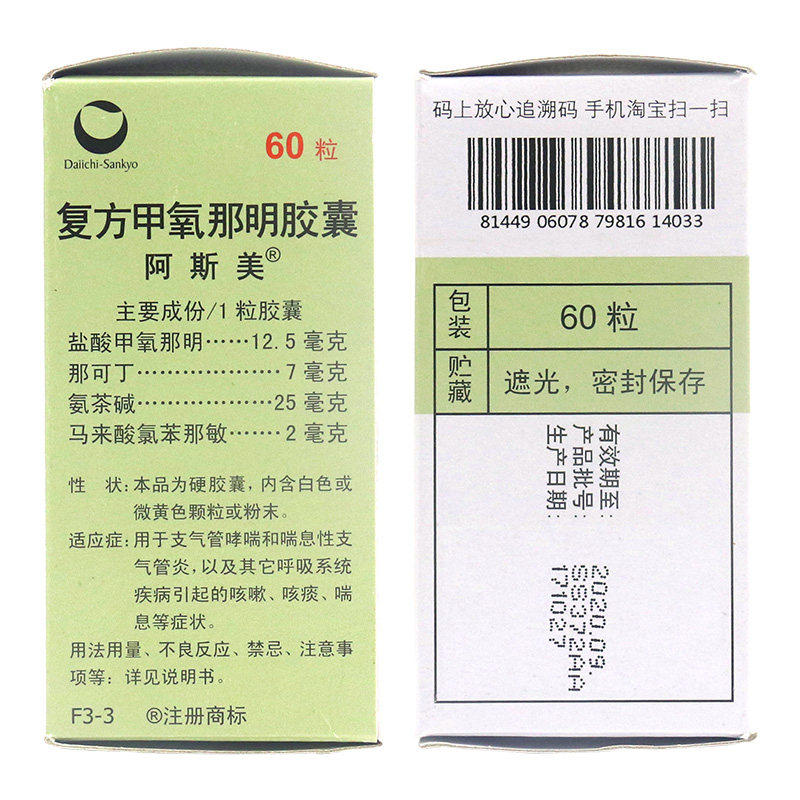 Daiichi-Sankyo
60 粒
复方甲氧那明胶囊
阿斯美®
主要成份/1 粒胶囊
盐酸甲氧那明……12.5 毫克
那可丁……………7 毫克
氨茶碱……………25 毫克
马来酸氯苯那敏……2 毫克
性 状:本品为硬胶囊,内含白色或
微黄色颗粒或粉末。
适应症:用于支气管哮喘和喘息性支
气管炎,以及其它呼吸系统
疾病引起的咳嗽、咳痰、喘
息等症状。
用法用量、不良反应、禁忌、注意事
项等:详见说明书。
F3-3 ®注册商标
码上放心追溯码 手机淘宝扫一扫
81449 06078 79816 14033
包装 60 粒
贮藏 遮光,密封保存
有效期至: 2020.09.
产品批号: SS372AA
生产日期: 171027